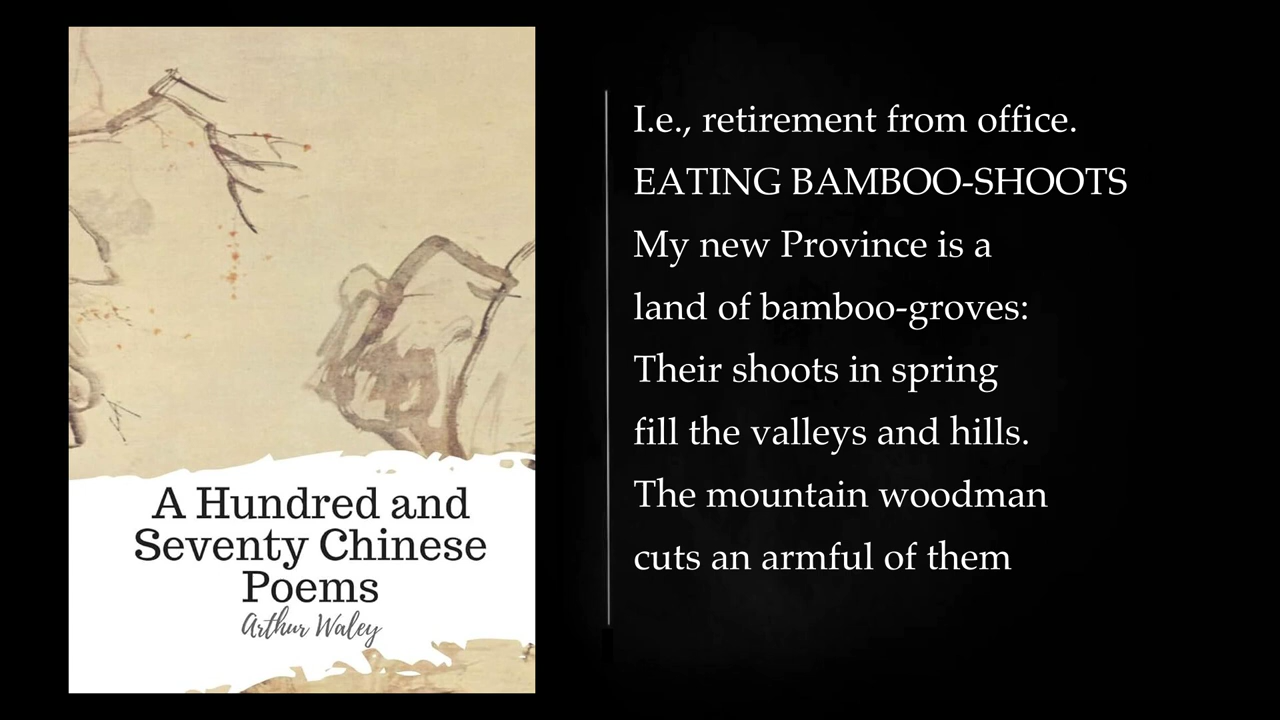 A Hundred and
Seventy Chinese
Poems
Arthur Waley
I.e., retirement from office.
EATING BAMBOO-SHOOTS
My new Province is a
land of bamboo-groves:
Their shoots in spring
fill the valleys and hills.
The mountain woodman
cuts an armful of them